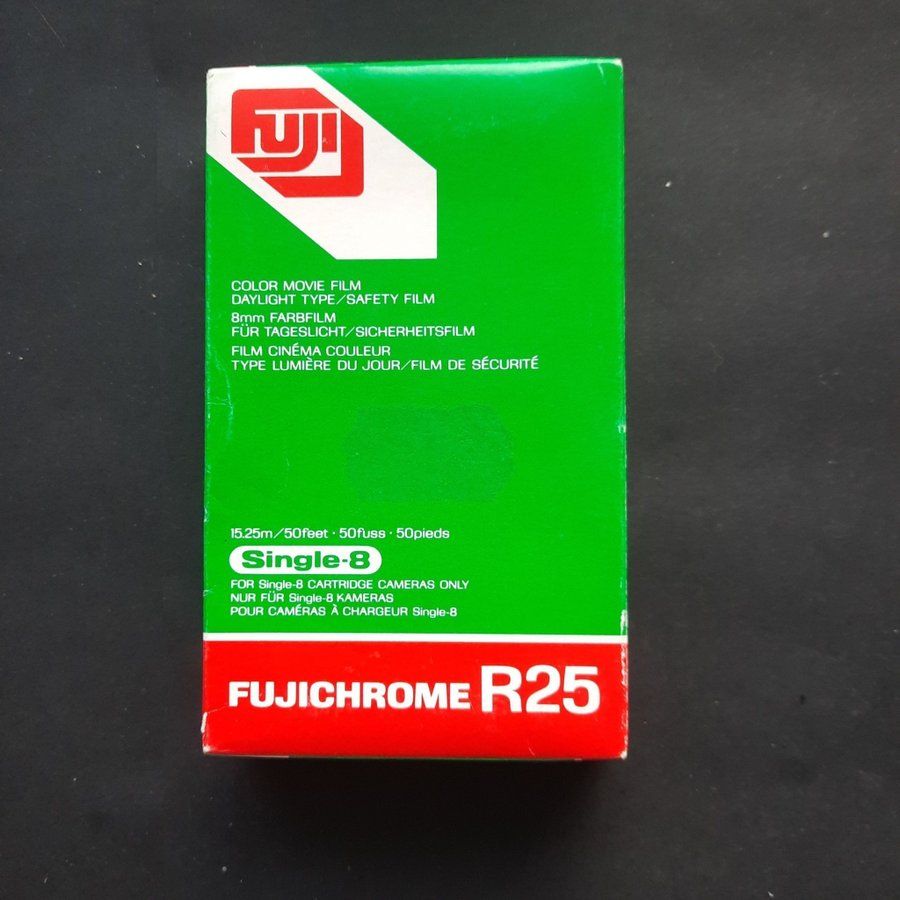 FUJI
COLOR MOVIE FILM
DAYLIGHT TYPE/SAFETY FILM
8mm FARBFILM
FÜR TAGESLICHT/SICHERHEITSFILM
FILM CINÉMA COULEUR
TYPE LUMIÈRE DU JOUR/FILM DE SÉCURITÉ
15.25m/50feet · 50fuss · 50pieds
Single-8
FOR Single-8 CARTRIDGE CAMERAS ONLY
NUR FÜR Single-8 KAMERAS
POUR CAMÉRAS À CHARGEUR Single-8
FUJICHROME R25